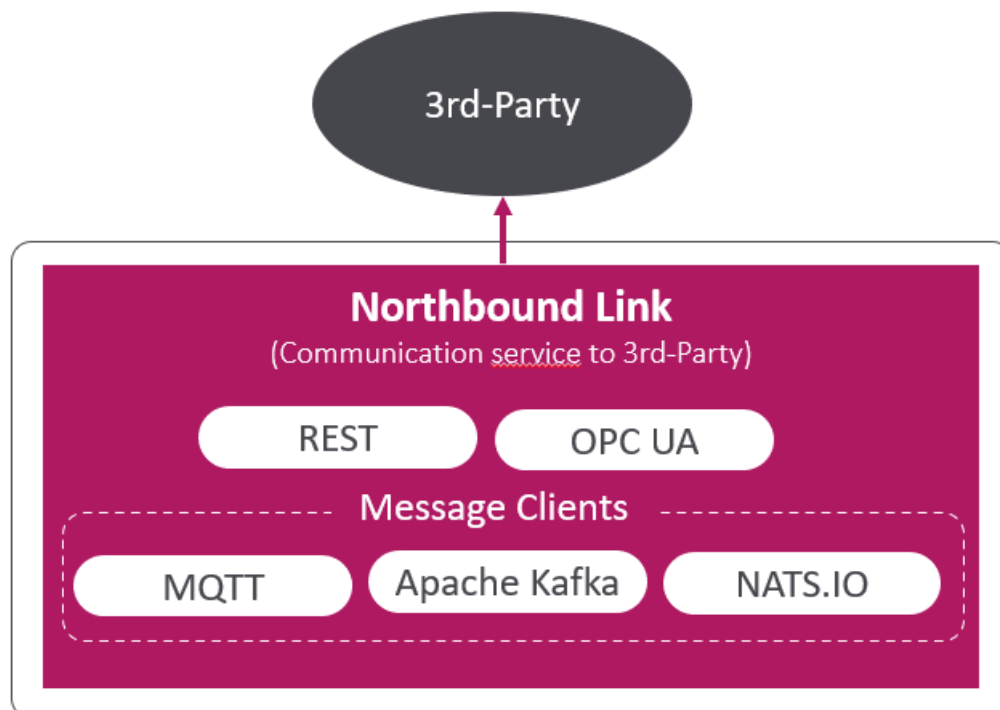 3rd-Party
Northbound Link
(Communication service to 3rd-Party)
REST
OPC UA
Message Clients
MQTT
Apache Kafka
NATS.IO